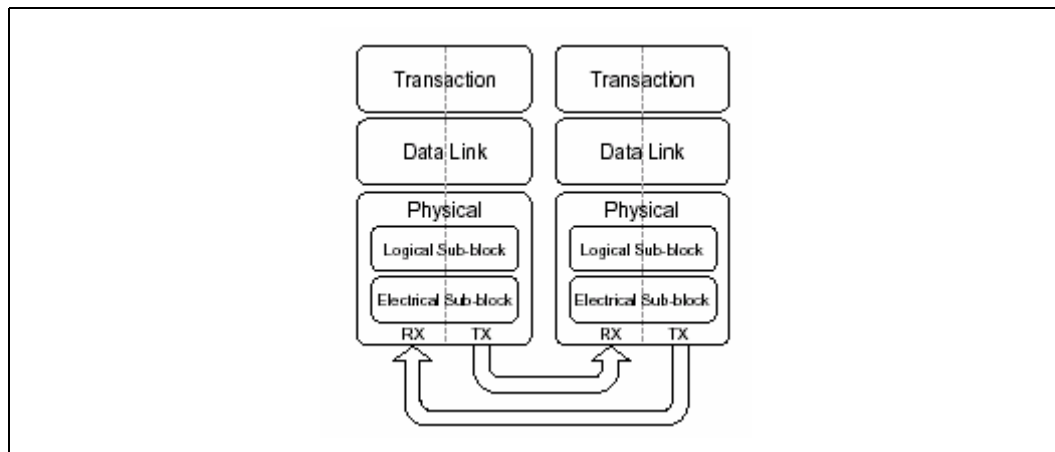 Transaction
Data Link
Physical
Logical Sub-block
Electrical Sub-block
RX TX
Transaction
Data Link
Physical
Logical Sub-block
Electrical Sub-block
RX TX